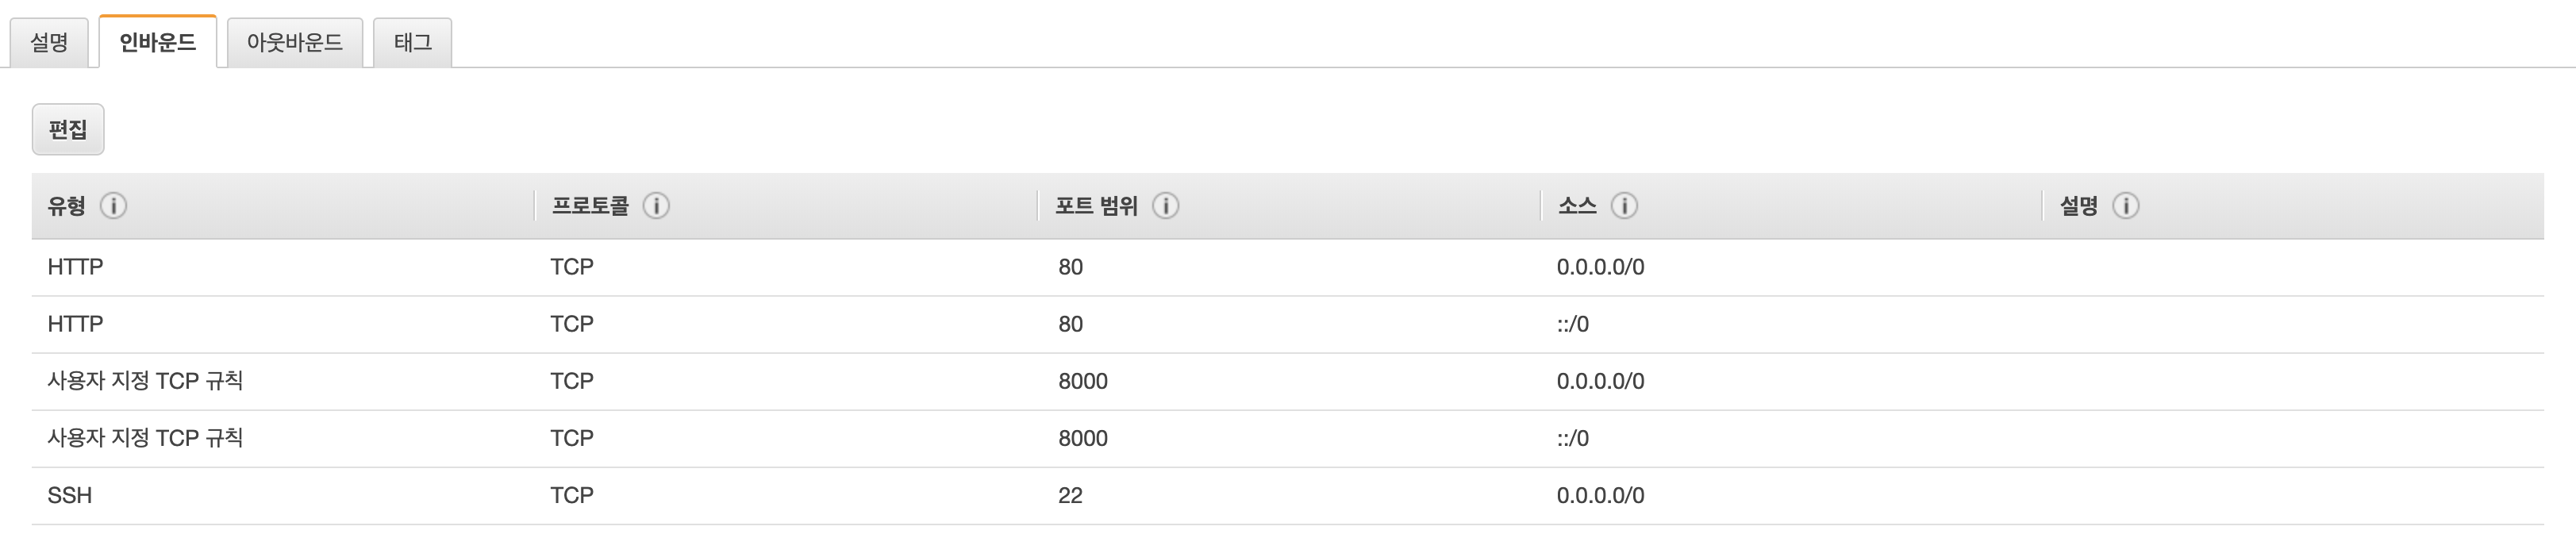 설명 인바운드 아웃바운드 태그
편집
유형 프로토콜 포트 범위 소스 설명
HTTP TCP 80 0.0.0.0/0
HTTP TCP 80 ::/0
사용자 지정 TCP 규칙 TCP 8000 0.0.0.0/0
사용자 지정 TCP 규칙 TCP 8000 ::/0
SSH TCP 22 0.0.0.0/0